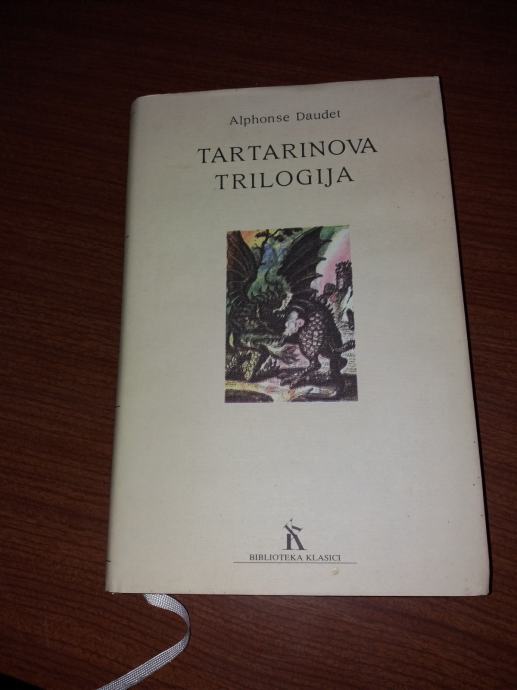 Alphonse Daudet
TARTARINOVA
TRILOGIJA
K
BIBLIOTEKA KLASICI